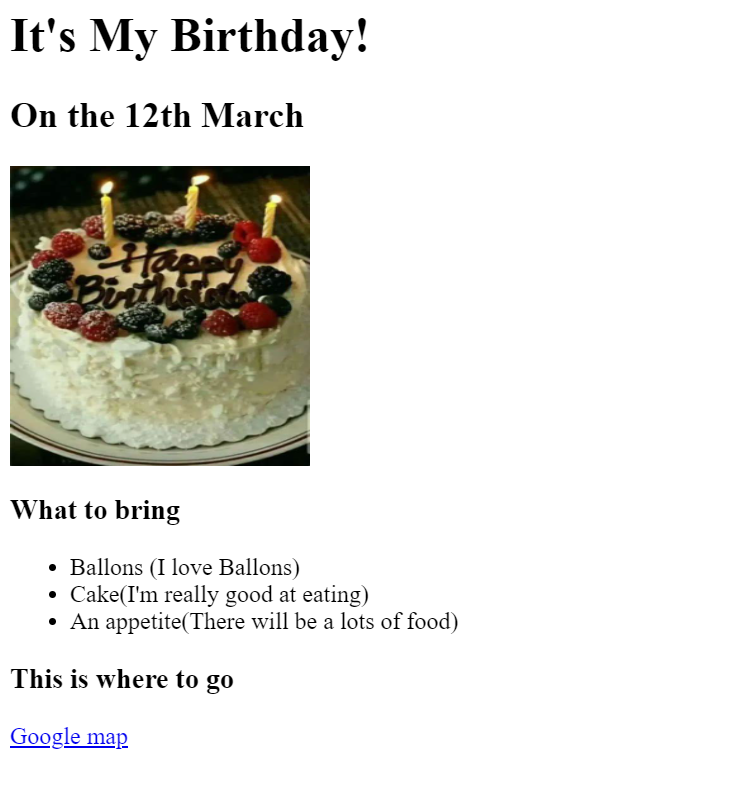 It's My Birthday!
On the 12th March
Happy
Birthday
What to bring
Ballons (I love Ballons)
Cake(I'm really good at eating)
An appetite(There will be a lots of food)
This is where to go
Google map